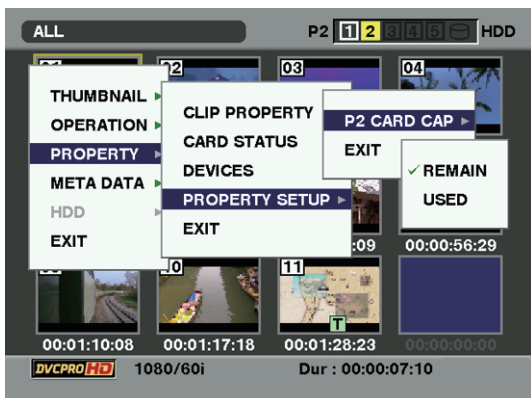 ALL
P2 1 2 3 4 5 HDD
02
03
04
THUMBNAIL
OPERATION
PROPERTY
META DATA
HDD
EXIT
CLIP PROPERTY
CARD STATUS
DEVICES
PROPERTY SETUP
EXIT
P2 CARD CAP
EXIT
✓REMAIN
USED
:09
00:00:56:29
10
11
T
00:01:10:08
00:01:17:18
00:01:28:23
00:00:00:00
DVCPRO HD
1080/60i
Dur : 00:00:07:10